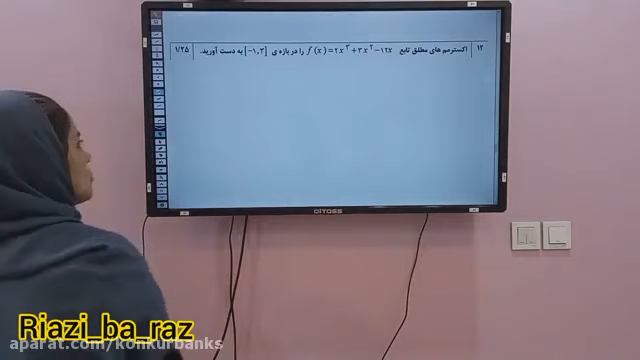 ۱۲ اکسترمم های مطلق تابع f (x) = ۲x³ + ۳x² − ۱۲x را در بازه ی [−۱,۳] به دست آورید. ۱/۲۵
DITOSS
Riazi_ba_raz
aparat.com/konkurbanks